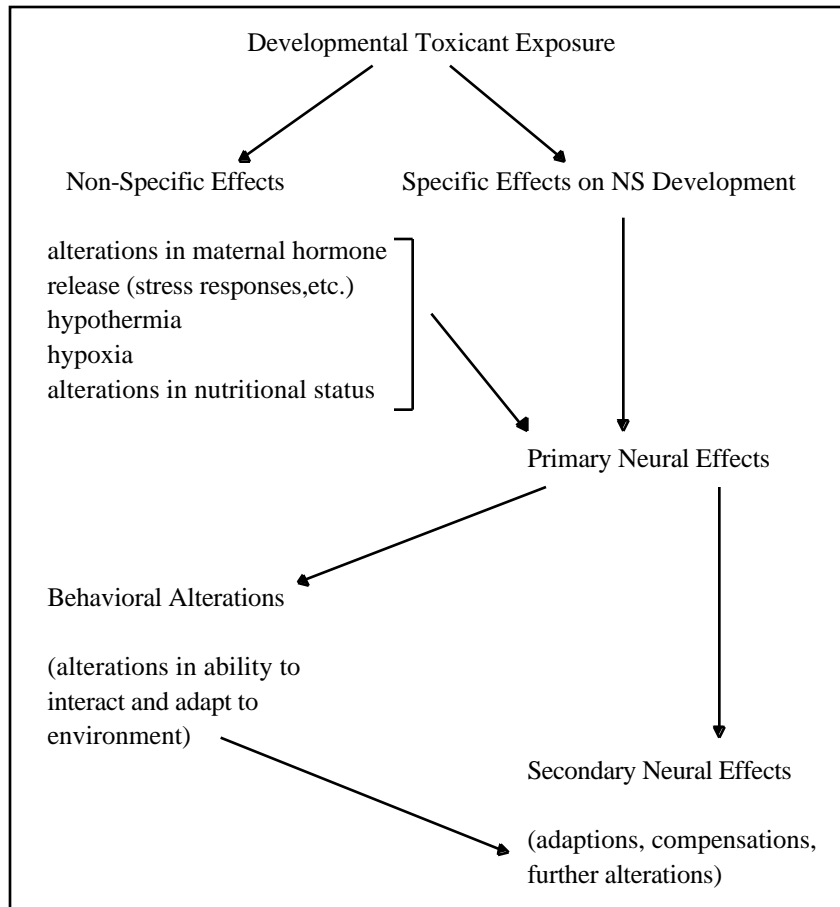 Developmental Toxicant Exposure
Non-Specific Effects
Specific Effects on NS Development
alterations in maternal hormone
release (stress responses,etc.)
hypothermia
hypoxia
alterations in nutritional status
Primary Neural Effects
Behavioral Alterations
(alterations in ability to
interact and adapt to
environment)
Secondary Neural Effects
(adaptions, compensations,
further alterations)